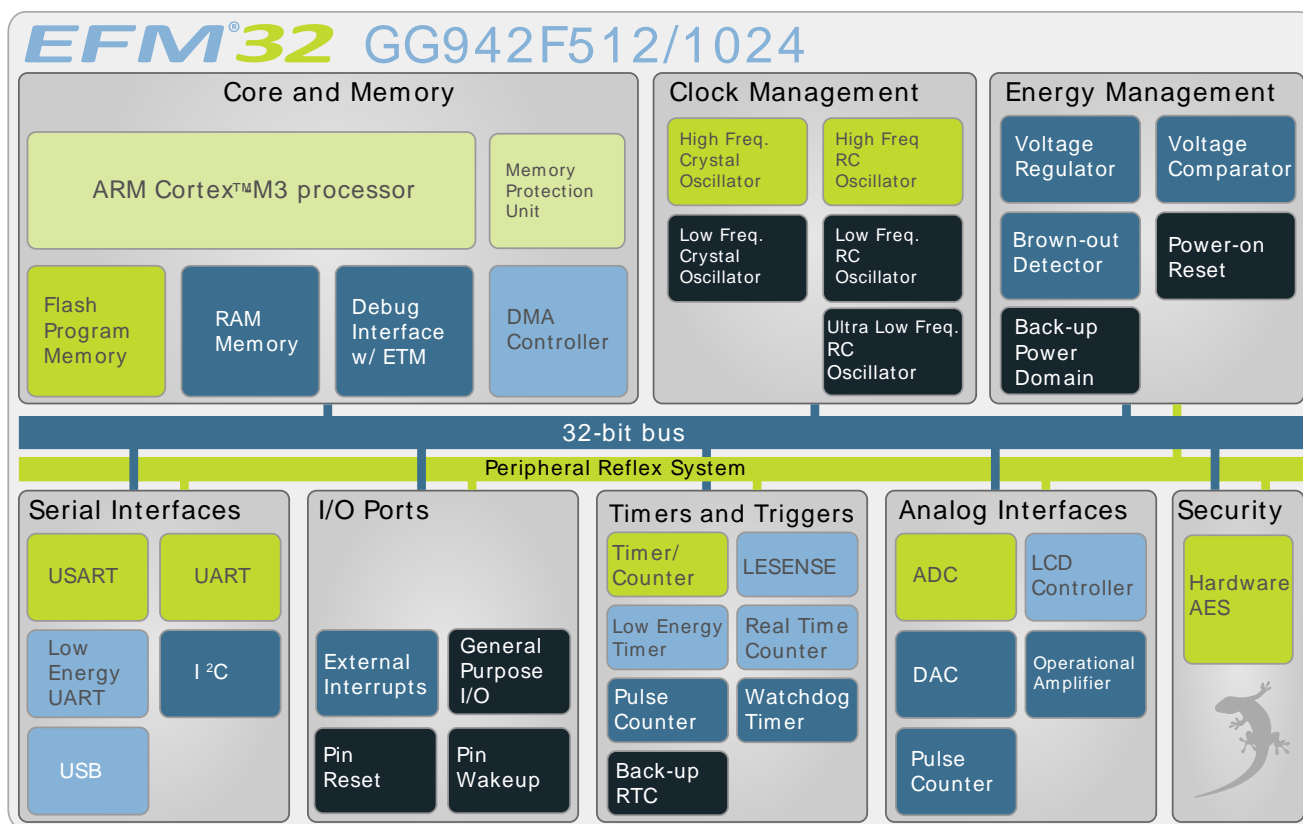 EFM®32 GG942F512/1024
Core and Memory
ARM Cortex™M3 processor
Memory
Protection
Unit
Flash
Program
Memory
RAM
Memory
Debug
Interface
w/ ETM
DMA
Controller
Clock Management
High Freq.
Crystal
Oscillator
High Freq
RC
Oscillator
Low Freq.
Crystal
Oscillator
Low Freq.
RC
Oscillator
Ultra Low Freq.
RC
Oscillator
Energy Management
Voltage
Regulator
Voltage
Comparator
Brown-out
Detector
Power-on
Reset
Back-up
Power
Domain
32-bit bus
Peripheral Reflex System
Serial Interfaces
USART
UART
Low
Energy
UART
I²C
USB
I/O Ports
External
Interrupts
General
Purpose
I/O
Pin
Reset
Pin
Wakeup
Timers and Triggers
Timer/
Counter
LESENSE
Low Energy
Timer
Real Time
Counter
Pulse
Counter
Watchdog
Timer
Back-up
RTC
Analog Interfaces
ADC
LCD
Controller
DAC
Operational
Amplifier
Pulse
Counter
Security
Hardware
AES